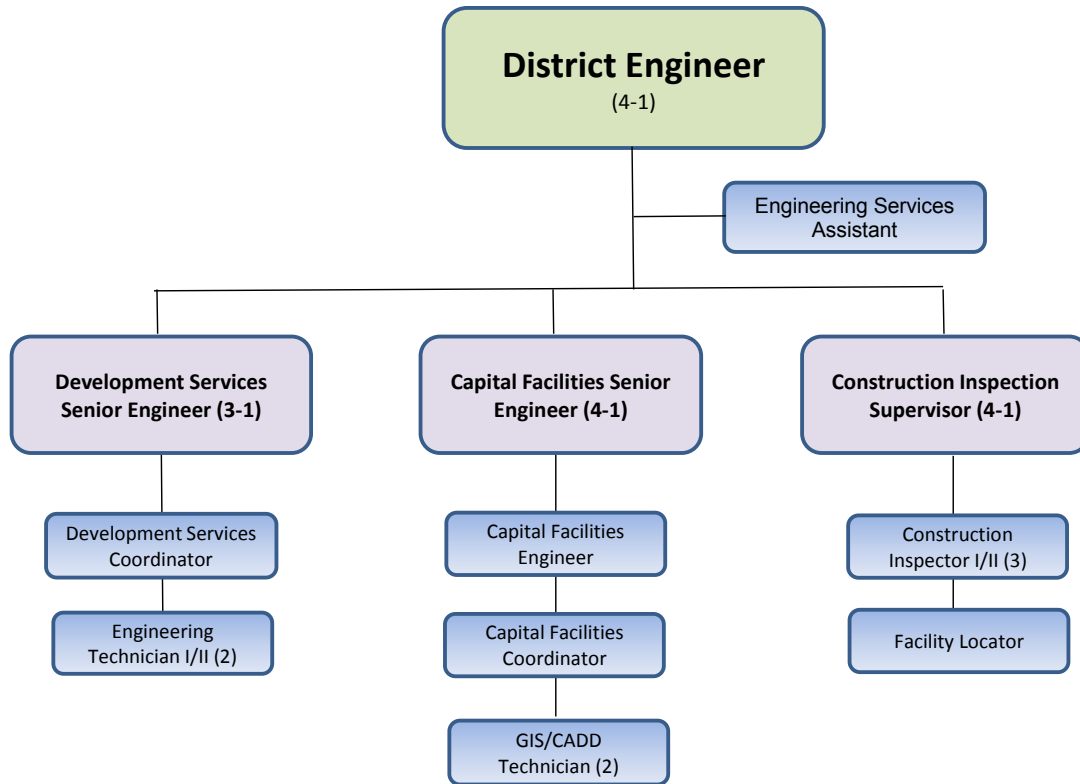 District Engineer
(4-1)
Engineering Services
Assistant
Development Services
Senior Engineer (3-1)
Capital Facilities Senior
Engineer (4-1)
Construction Inspection
Supervisor (4-1)
Development Services
Coordinator
Engineering
Technician I/II (2)
Capital Facilities
Engineer
Capital Facilities
Coordinator
GIS/CADD
Technician (2)
Construction
Inspector I/II (3)
Facility Locator